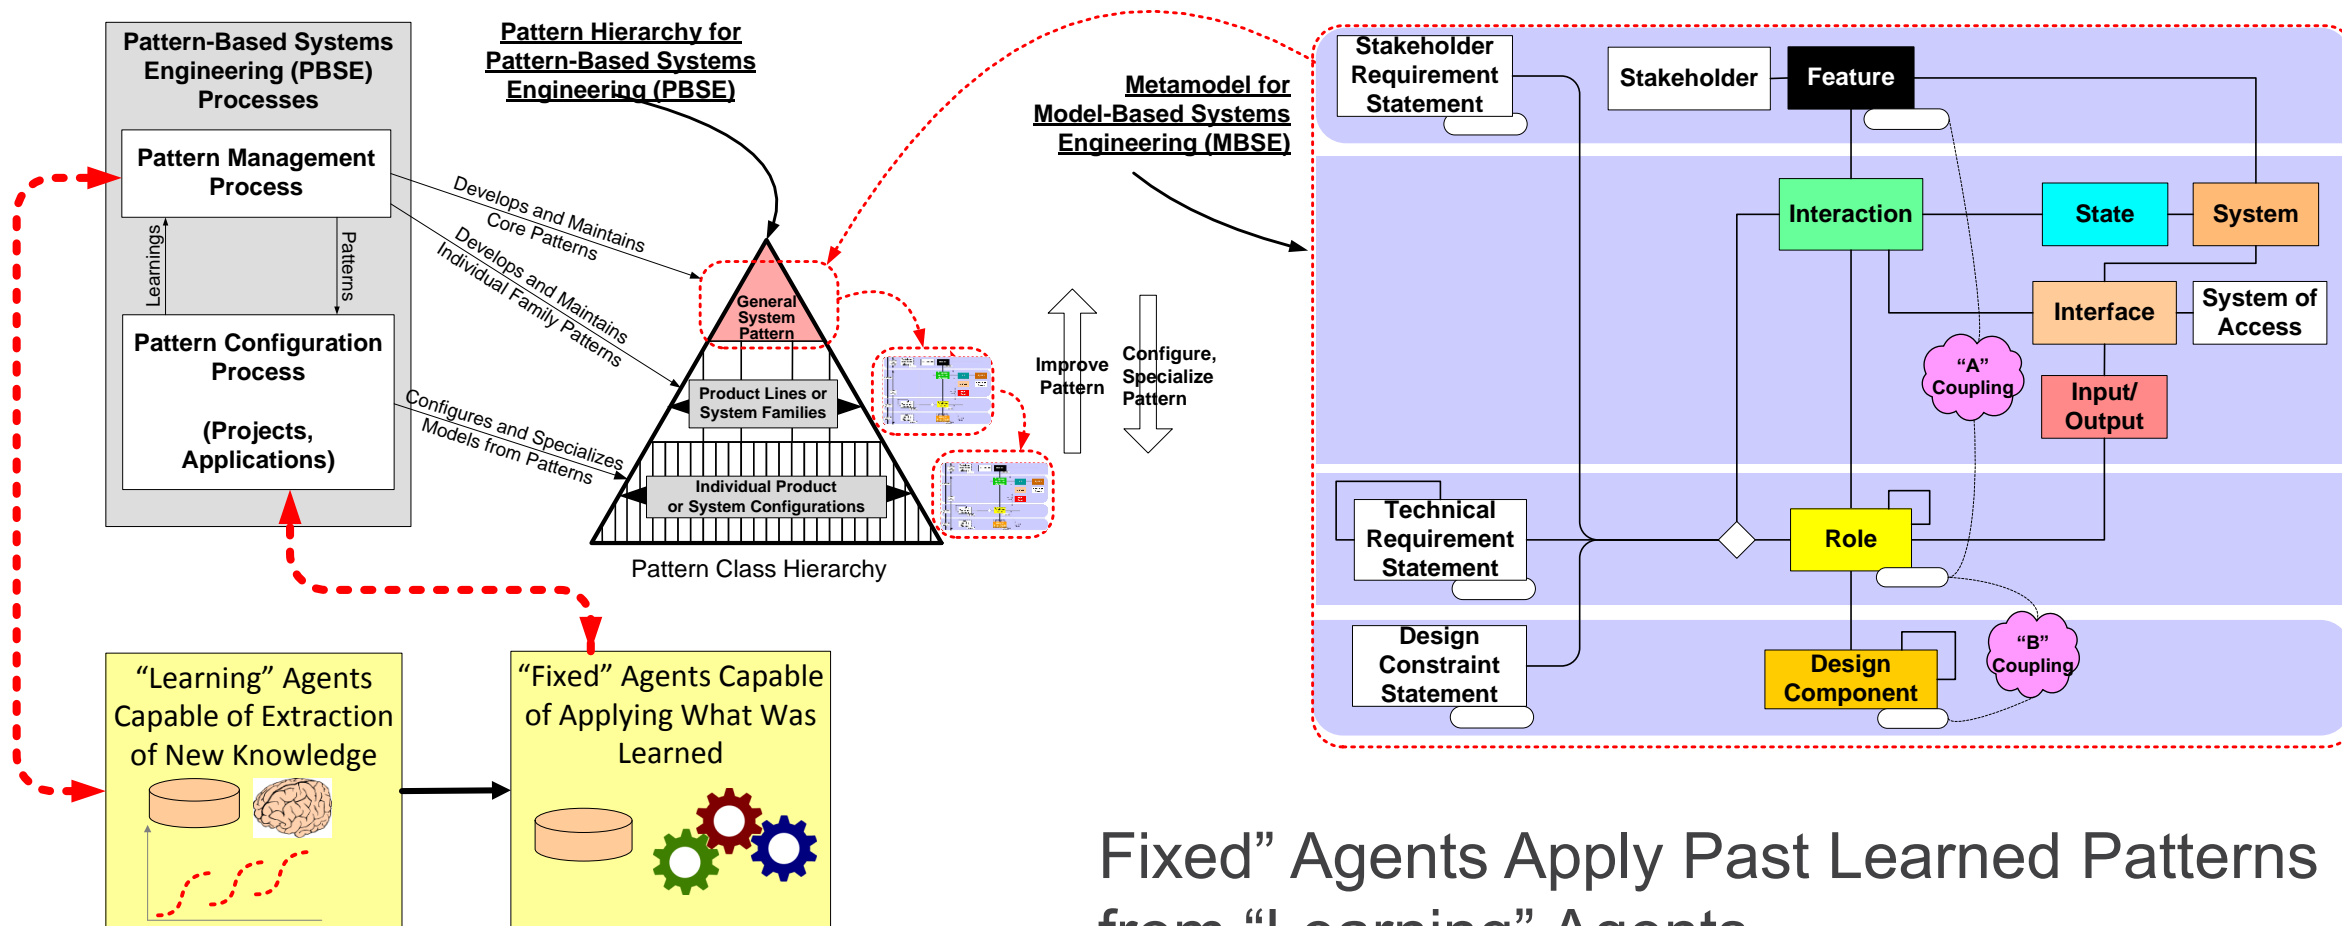 Pattern-Based Systems
Engineering (PBSE)
Processes
Pattern Management
Process
Learnings
Patterns
Pattern Configuration
Process
(Projects,
Applications)
Pattern Hierarchy for
Pattern-Based Systems
Engineering (PBSE)
Develops and Maintains
Core Patterns
Develops and Maintains
Individual Family Patterns
Configures and Specializes
Models from Patterns
General
System
Pattern
Product Lines or
System Families
Individual Product
or System Configurations
Pattern Class Hierarchy
Improve
Pattern
Configure,
Specialize
Pattern
Metamodel for
Model-Based Systems
Engineering (MBSE)
Stakeholder
Requirement
Statement
Stakeholder
Feature
Interaction
State
System
Interface
System of
Access
“A”
Coupling
Input/
Output
Technical
Requirement
Statement
Role
Design
Constraint
Statement
Design
Component
“B”
Coupling
“Learning” Agents
Capable of Extraction
of New Knowledge
“Fixed” Agents Capable
of Applying What Was
Learned
Fixed” Agents Apply Past Learned Patterns
from “Learning” Agents